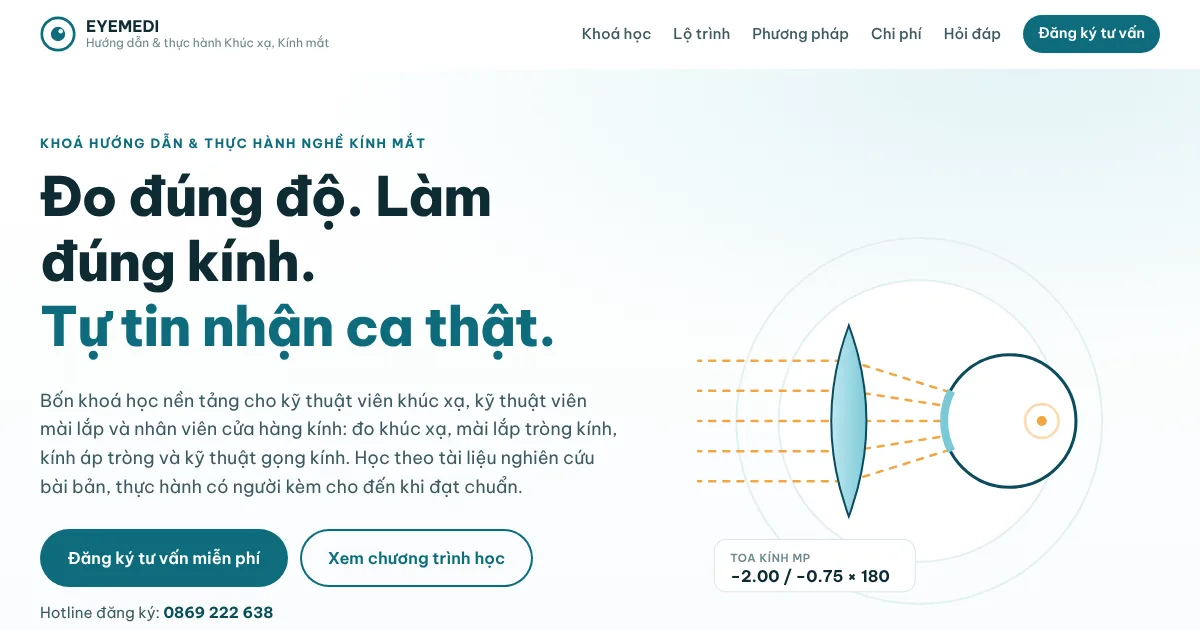 EYEMEDI
Hướng dẫn & thực hành Khúc xạ, Kính mắt
Khoá học
Lộ trình
Phương pháp
Chi phí
Hỏi đáp
Đăng ký tư vấn
KHOÁ HƯỚNG DẪN & THỰC HÀNH NGHỀ KÍNH MẮT
Đo đúng độ. Làm
đúng kính.
Tự tin nhận ca thật.
Bốn khoá học nền tảng cho kỹ thuật viên khúc xạ, kỹ thuật viên
mài lắp và nhân viên cửa hàng kính: đo khúc xạ, mài lắp tròng kính,
kính áp tròng và kỹ thuật gọng kính. Học theo tài liệu nghiên cứu
bài bản, thực hành có người kèm cho đến khi đạt chuẩn.
Đăng ký tư vấn miễn phí
Xem chương trình học
Hotline đăng ký: 0869 222 638
TOA KÍNH MP
−2.00 / −0.75 × 180